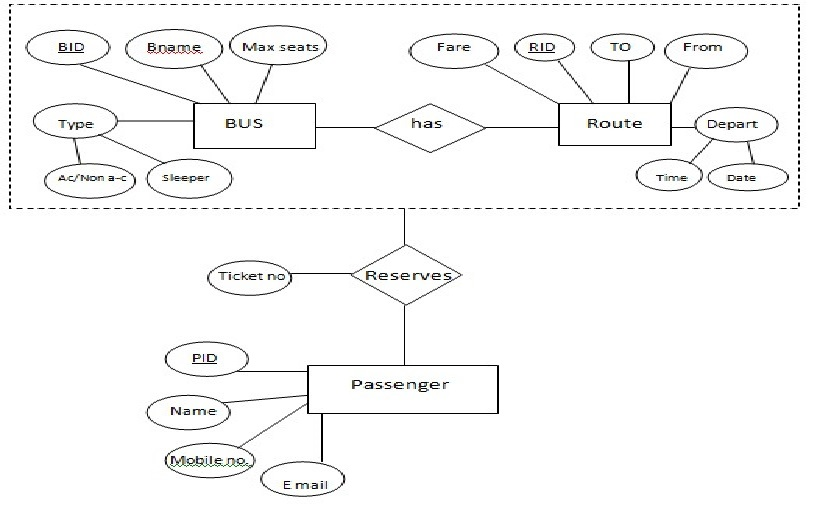 BID
Bname
Max seats
Fare
RID
TO
From
Type
BUS
has
Route
Depart
Ac/Non a-c
Sleeper
Time
Date
Ticket no
Reserves
PID
Passenger
Name
Mobile no.
Email